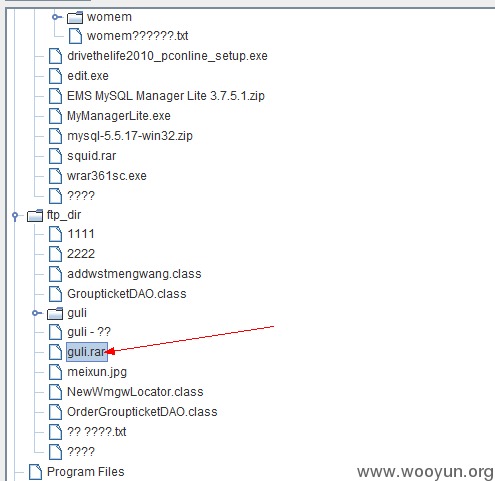 womem
womem??????.txt
drivethelife2010_pconline_setup.exe
edit.exe
EMS MySQL Manager Lite 3.7.5.1.zip
MyManagerLite.exe
mysql-5.5.17-win32.zip
squid.rar
wrar361sc.exe
????
ftp_dir
1111
2222
addwstmengwang.class
GroupticketDAO.class
guli
guli - ??
guli.rar
meixun.jpg
NewWmgwLocator.class
OrderGroupticketDAO.class
?? ????.txt
????
Program Files
www.wooyun.org